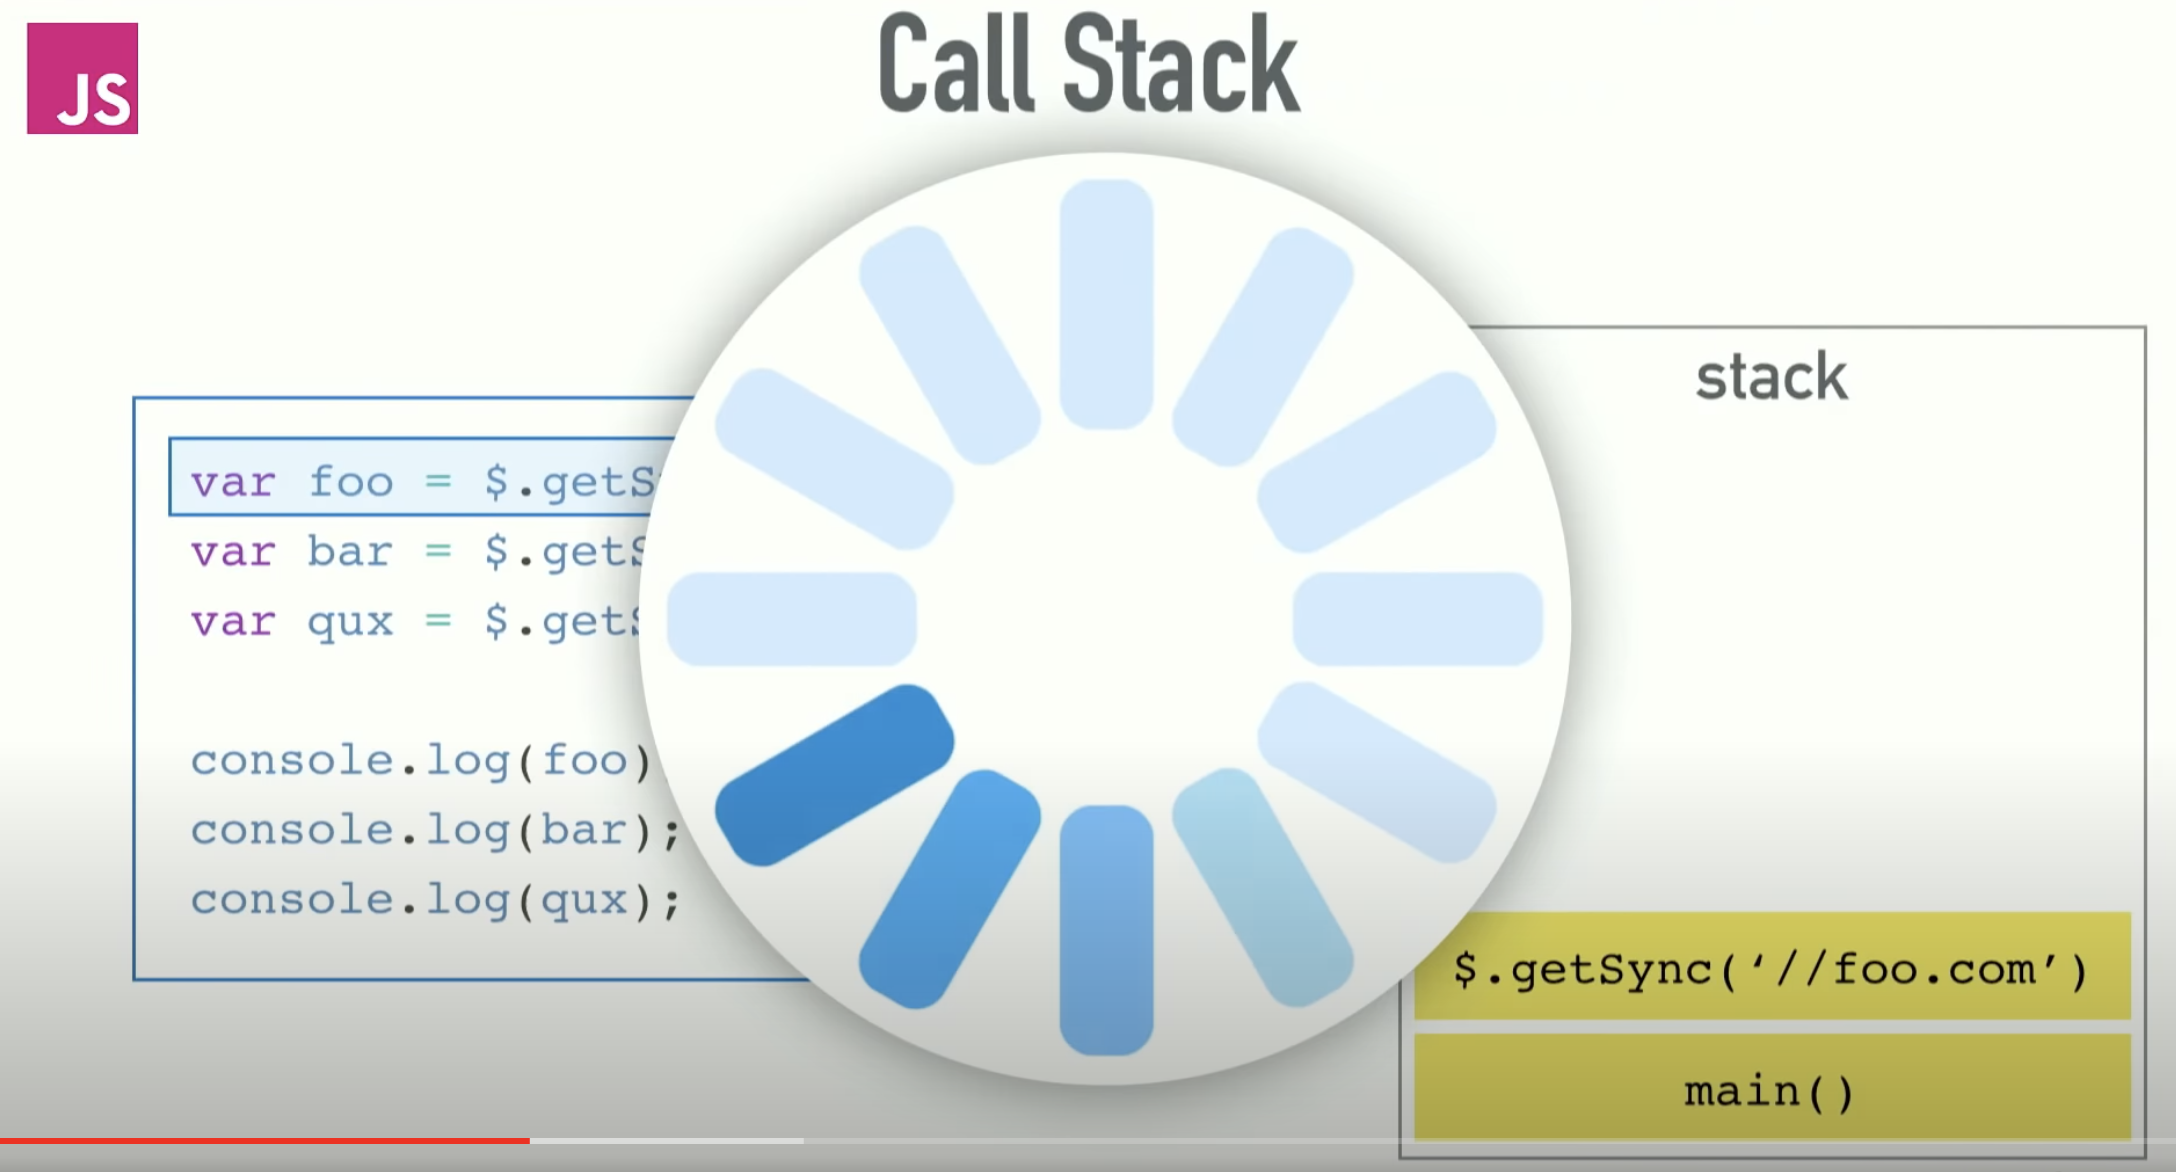 JS
Call Stack
var foo = $.getS
var bar = $.getS
var qux = $.gets
console.log(foo)
console.log(bar);
console.log(qux);
stack
$.getSync(‘//foo.com’)
main()